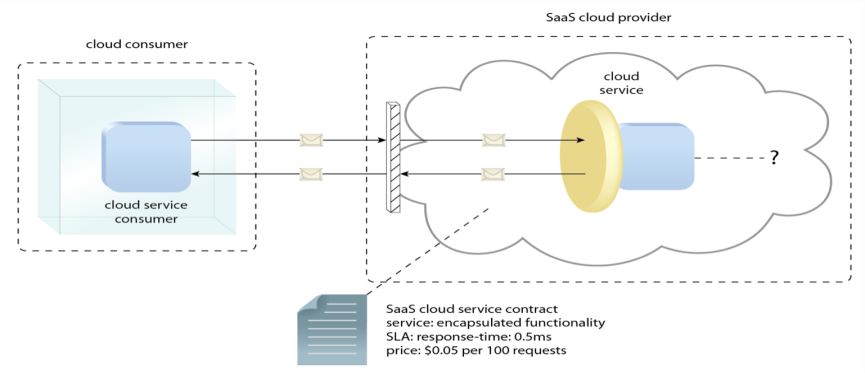 SaaS cloud provider
cloud consumer
cloud
service
?
cloud service
consumer
SaaS cloud service contract
service: encapsulated functionality
SLA: response-time: 0.5ms
price: $0.05 per 100 requests